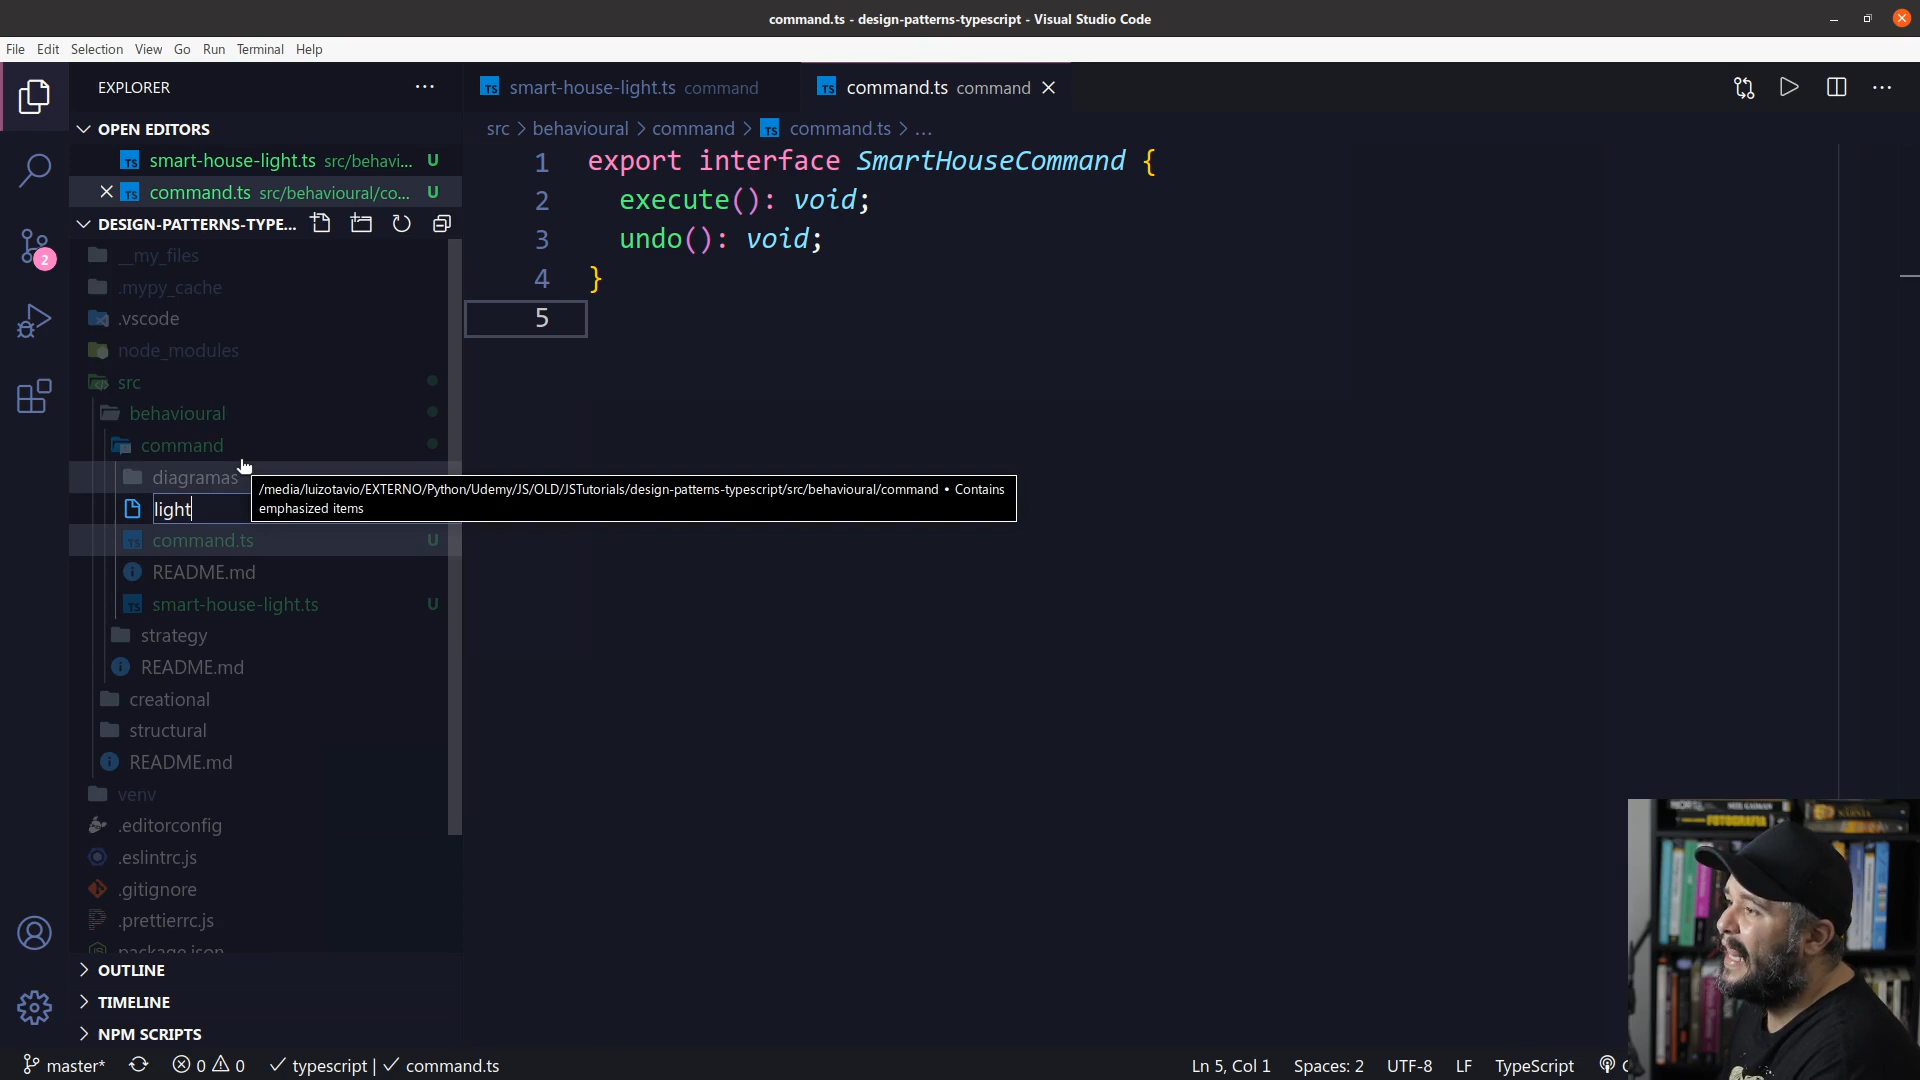 command.ts - design-patterns-typescript - Visual Studio Code
File Edit Selection View Go Run Terminal Help
EXPLORER
smart-house-light.ts command
command.ts command
OPEN EDITORS
smart-house-light.ts src/behavi... U
command.ts src/behavioural/co... U
DESIGN-PATTERNS-TYPE...
__my_files
.mypy_cache
.vscode
node_modules
src
behavioural
command
diagramas
light
command.ts U
README.md
smart-house-light.ts U
strategy
README.md
creational
structural
README.md
venv
.editorconfig
.eslintrc.js
.gitignore
.prettierrc.js
package.json
OUTLINE
TIMELINE
NPM SCRIPTS
2
src > behavioural > command > TS command.ts > ...
1 export interface SmartHouseCommand {
2 execute(): void;
3 undo(): void;
4 }
5
/media/luizotavio/EXTERNO/Python/Udemy/JS/OLD/JSTutorials/design-patterns-typescript/src/behavioural/command • Contains
emphasized items
FOTOGRAFIA
master* 0 0 typescript | command.ts
Ln 5, Col 1 Spaces: 2 UTF-8 LF TypeScript